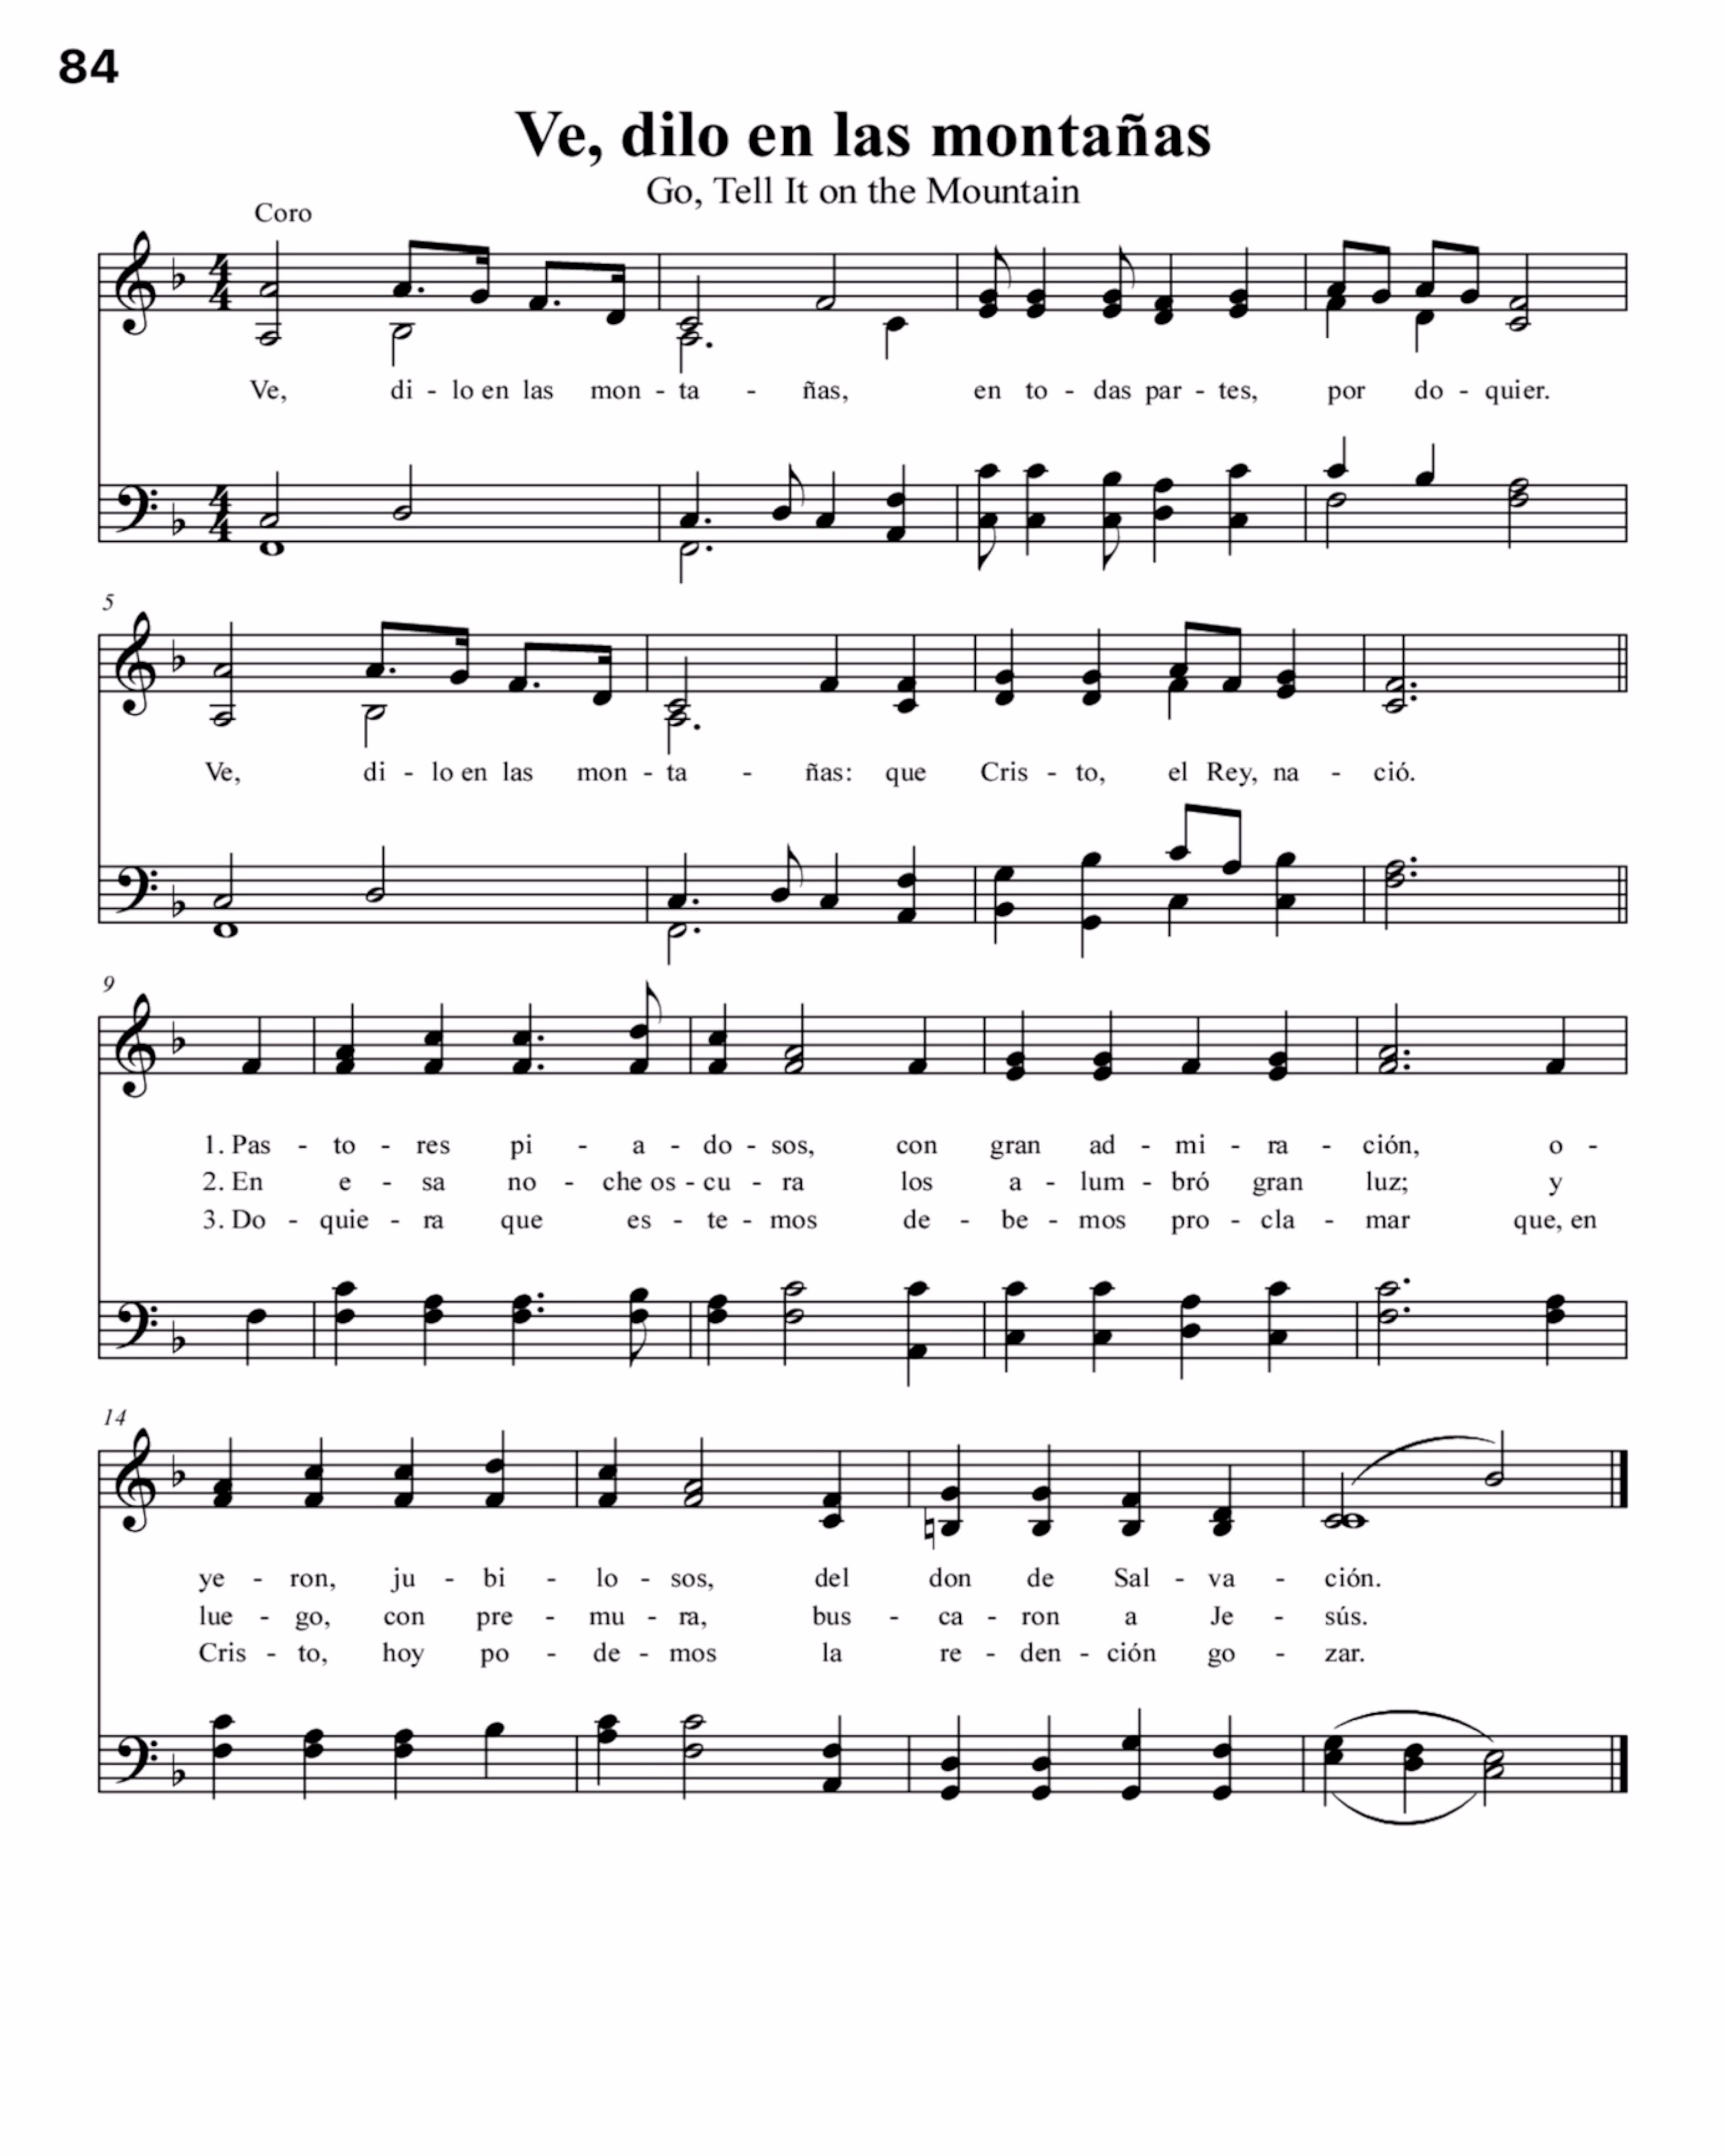 84
Ve, dilo en las montañas
Go, Tell It on the Mountain
Coro
4 4
Ve, di - lo en las mon - ta - ñas, en to - das par - tes, por do - quier.
4 4
5
Ve, di - lo en las mon - ta - ñas: que Cris - to, el Rey, na - ció.
9
1. Pas - to - res pi - a - do - sos, con gran ad - mi - ra - ción, o -
2. En e - sa no - che os - cu - ra los a - lum - bró gran luz; y
3. Do - quie - ra que es - te - mos de - be - mos pro - cla - mar que, en
14
ye - ron, ju - bi - lo - sos, del don de Sal - va - ción.
lue - go, con pre - mu - ra, bus - ca - ron a Je - sús.
Cris - to, hoy po - de - mos la re - den - ción go - zar.